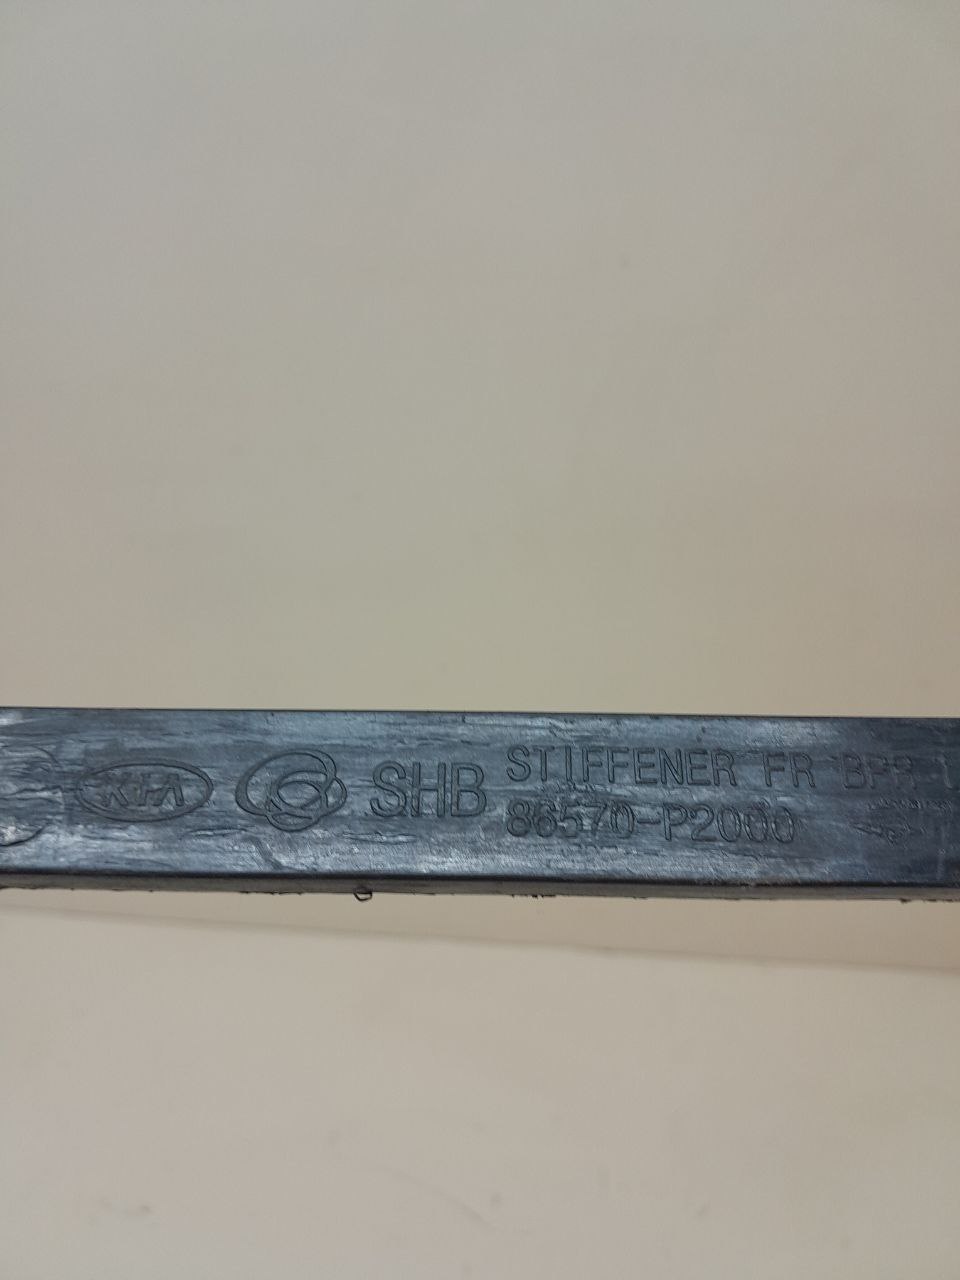 KIA SHB STIFFENER FR BPR L
86570-P2000